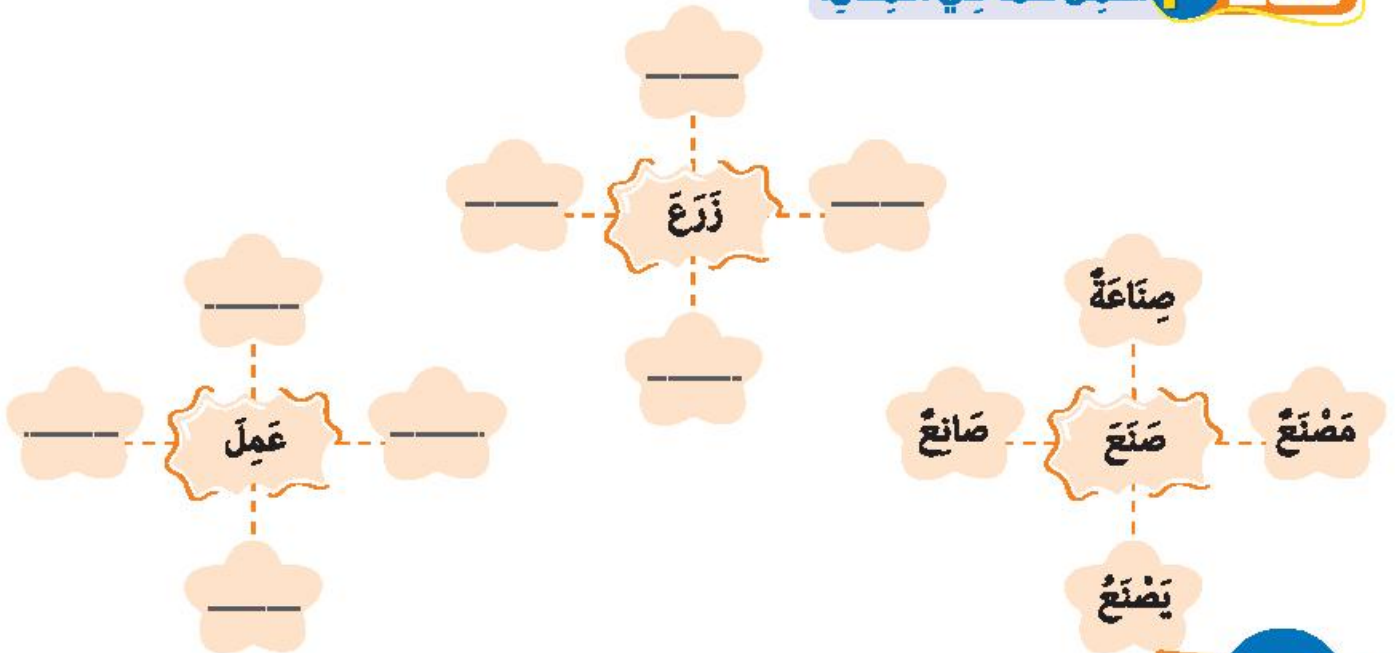 زَرَعَ
صِنَاعَةٌ
مَصْنَعٌ
صَنَعَ
صَانِعٌ
يَصْنَعُ
عَمِلَ